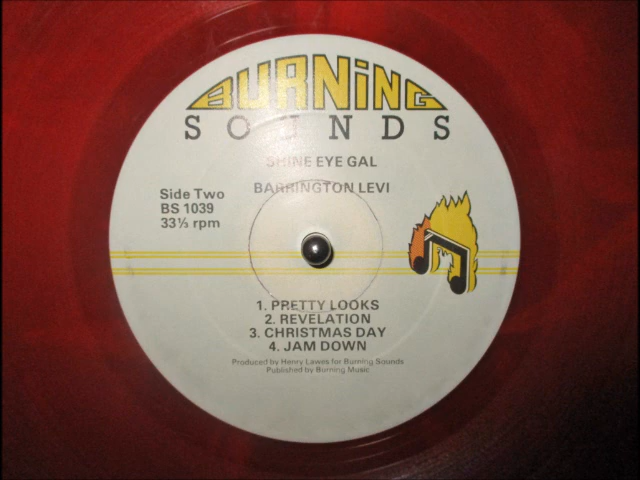 BURNiNG
SOUNDS
SHINE EYE GAL
BARRINGTON LEVI
Side Two
BS 1039
33⅓ rpm
1. PRETTY LOOKS
2. REVELATION
3. CHRISTMAS DAY
4. JAM DOWN
Produced by Henry Lawes for Burning Sounds
Published by Burning Music